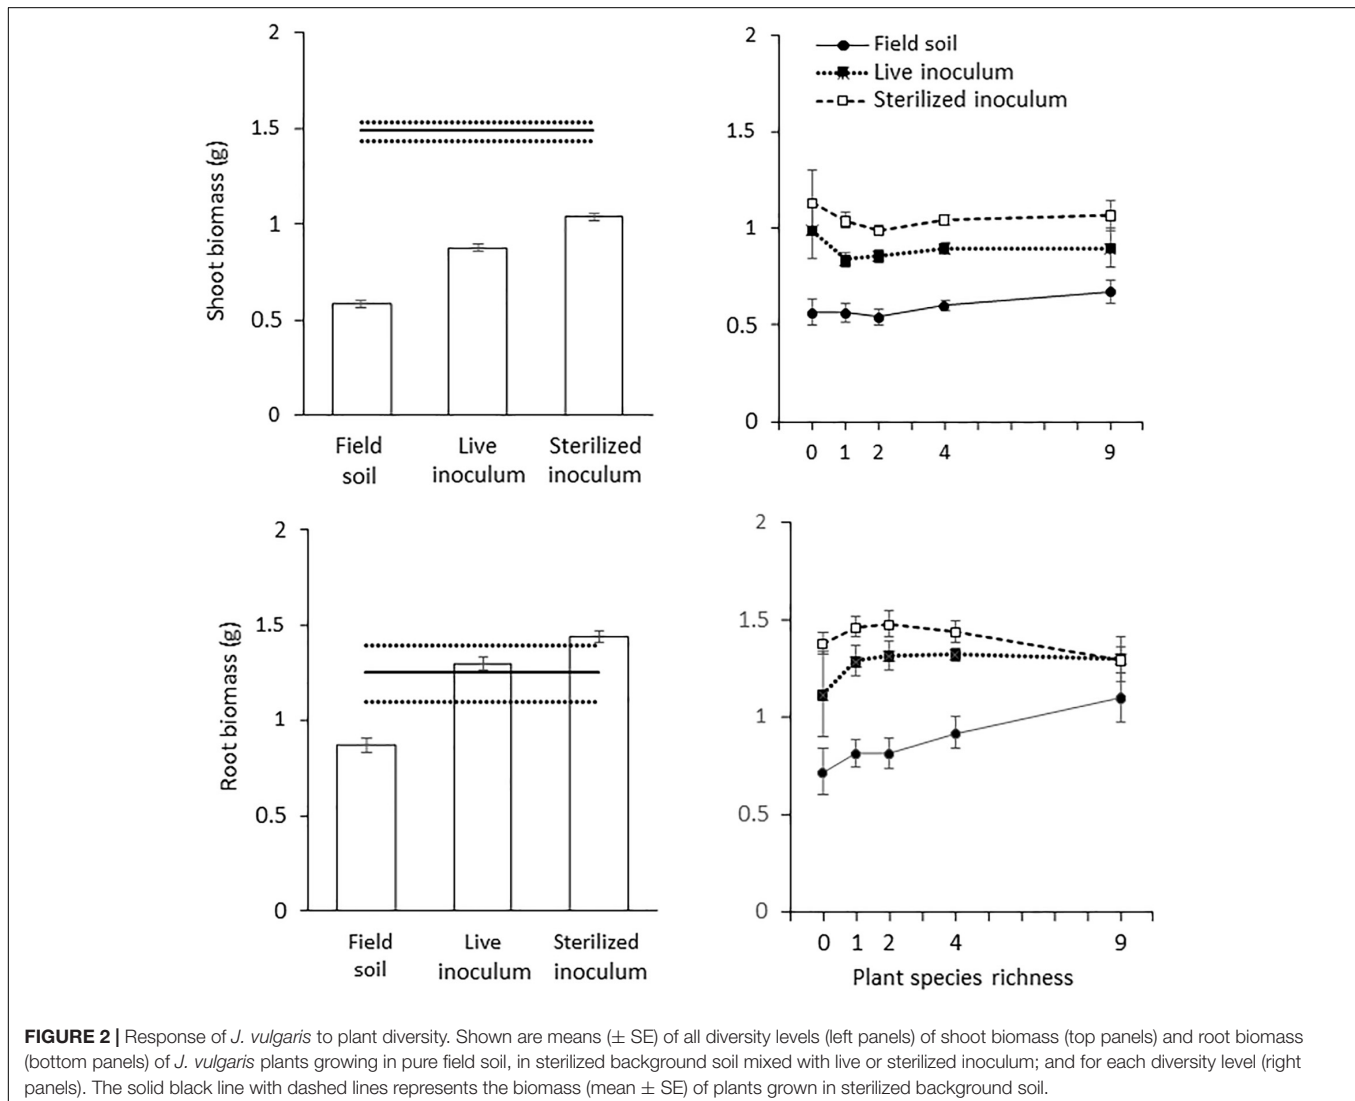 2
1.5
1
0.5
0
Shoot biomass (g)
Field
soil
Live
inoculum
Sterilized
inoculum
2
1.5
1
0.5
0
Field soil
Live inoculum
Sterilized inoculum
0 1 2 4 9
2
1.5
1
0.5
0
Root biomass (g)
Field
soil
Live
inoculum
Sterilized
inoculum
2
1.5
1
0.5
0
0 1 2 4 9
Plant species richness
FIGURE 2 | Response of J. vulgaris to plant diversity. Shown are means (± SE) of all diversity levels (left panels) of shoot biomass (top panels) and root biomass
(bottom panels) of J. vulgaris plants growing in pure field soil, in sterilized background soil mixed with live or sterilized inoculum; and for each diversity level (right
panels). The solid black line with dashed lines represents the biomass (mean ± SE) of plants grown in sterilized background soil.